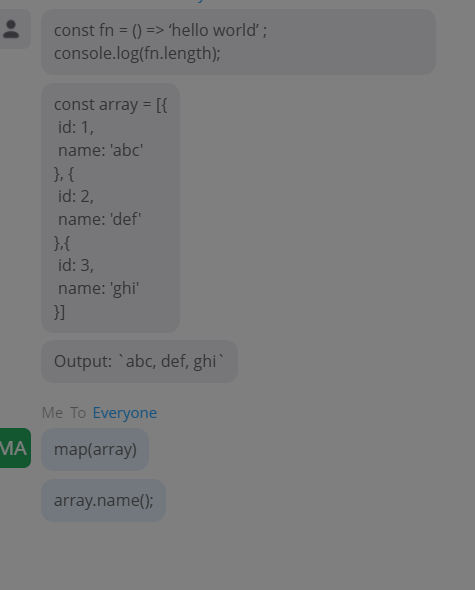 const fn = () => ‘hello world’ ;
console.log(fn.length);
const array = [{
id: 1,
name: 'abc'
}, {
id: 2,
name: 'def'
},{
id: 3,
name: 'ghi'
}]
Output: `abc, def, ghi`
Me To Everyone
MA
map(array)
array.name();